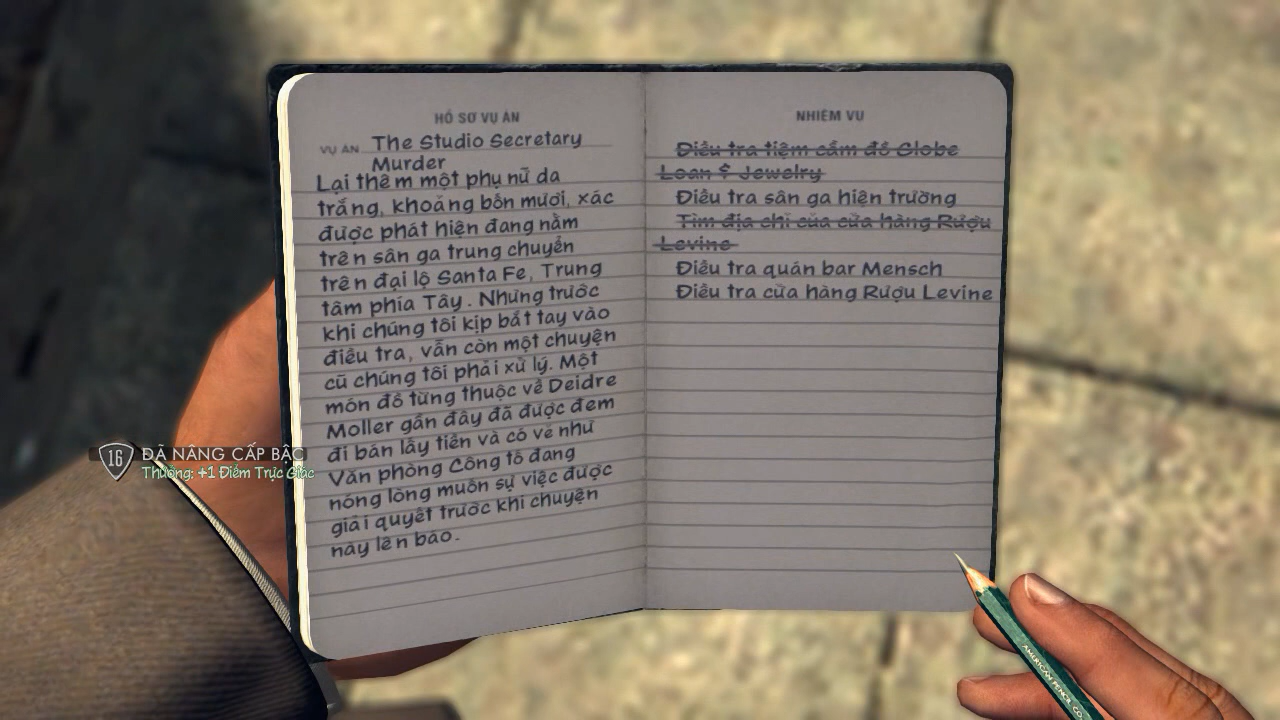 HỒ SƠ VỤ ÁN
VỤ ÁN The Studio Secretary
Murder
Lại thêm một phụ nữ da
trắng, khoảng bốn mươi, xác
được phát hiện đang nằm
trên sân ga trung chuyển
trên đại lộ Santa Fe, Trung
tâm phía Tây. Nhưng trước
khi chúng tôi kịp bắt tay vào
điều tra, vẫn còn một chuyện
cũ chúng tôi phải xử lý. Một
món đồ từng thuộc về Deidre
Moller gần đây đã được đem
đi bán lấy tiền và có vẻ như
Văn phòng Công tố đang
nóng lòng muốn sự việc được
giải quyết trước khi chuyện
này lên báo.
NHIỆM VỤ
Điều tra tiệm cầm đồ Globe
Loan & Jewelry
Điều tra sân ga hiện trường
Tìm địa chỉ của cửa hàng Rượu
Levine
Điều tra quán bar Mensch
Điều tra cửa hàng Rượu Levine
16 ĐÃ NÂNG CẤP BẬC
Thưởng: +1 Điểm Trực Giác
AMERICAN PENCIL CO